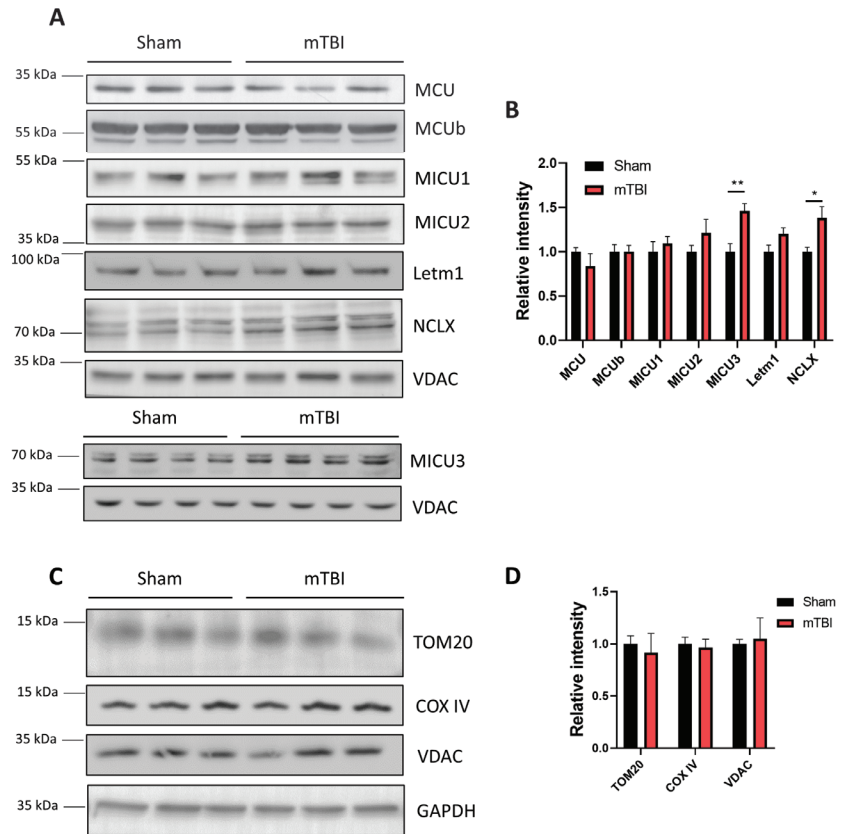 A
Sham mTBI
35 kDa
MCU
MCUb
55 kDa
55 kDa
MICU1
MICU2
35 kDa
100 kDa
Letm1
NCLX
70 kDa
35 kDa
VDAC
Sham mTBI
70 kDa
MICU3
35 kDa
VDAC
B
Sham
mTBI
Relative intensity
2.0
1.5
1.0
0.5
0.0
**
*
MCU MCUb MICU1 MICU2 MICU3 Letm1 NCLX
C
Sham mTBI
15 kDa
TOM20
15 kDa
COX IV
35 kDa
VDAC
35 kDa
GAPDH
D
Sham
mTBI
Relative intensity
1.5
1.0
0.5
0.0
TOM20 COX IV VDAC